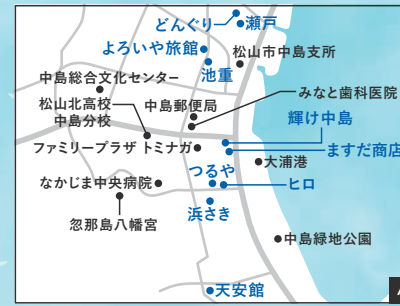 どんぐり
瀬戸
よろいや旅館
池重
松山市中島支所
中島総合文化センター
松山北高校
中島分校
中島郵便局
みなと歯科医院
輝け中島
ファミリープラザ トミナガ
ますだ商店
大浦港
つるや
なかじま中央病院
ヒロ
浜さき
忽那島八幡宮
中島緑地公園
天安館
A